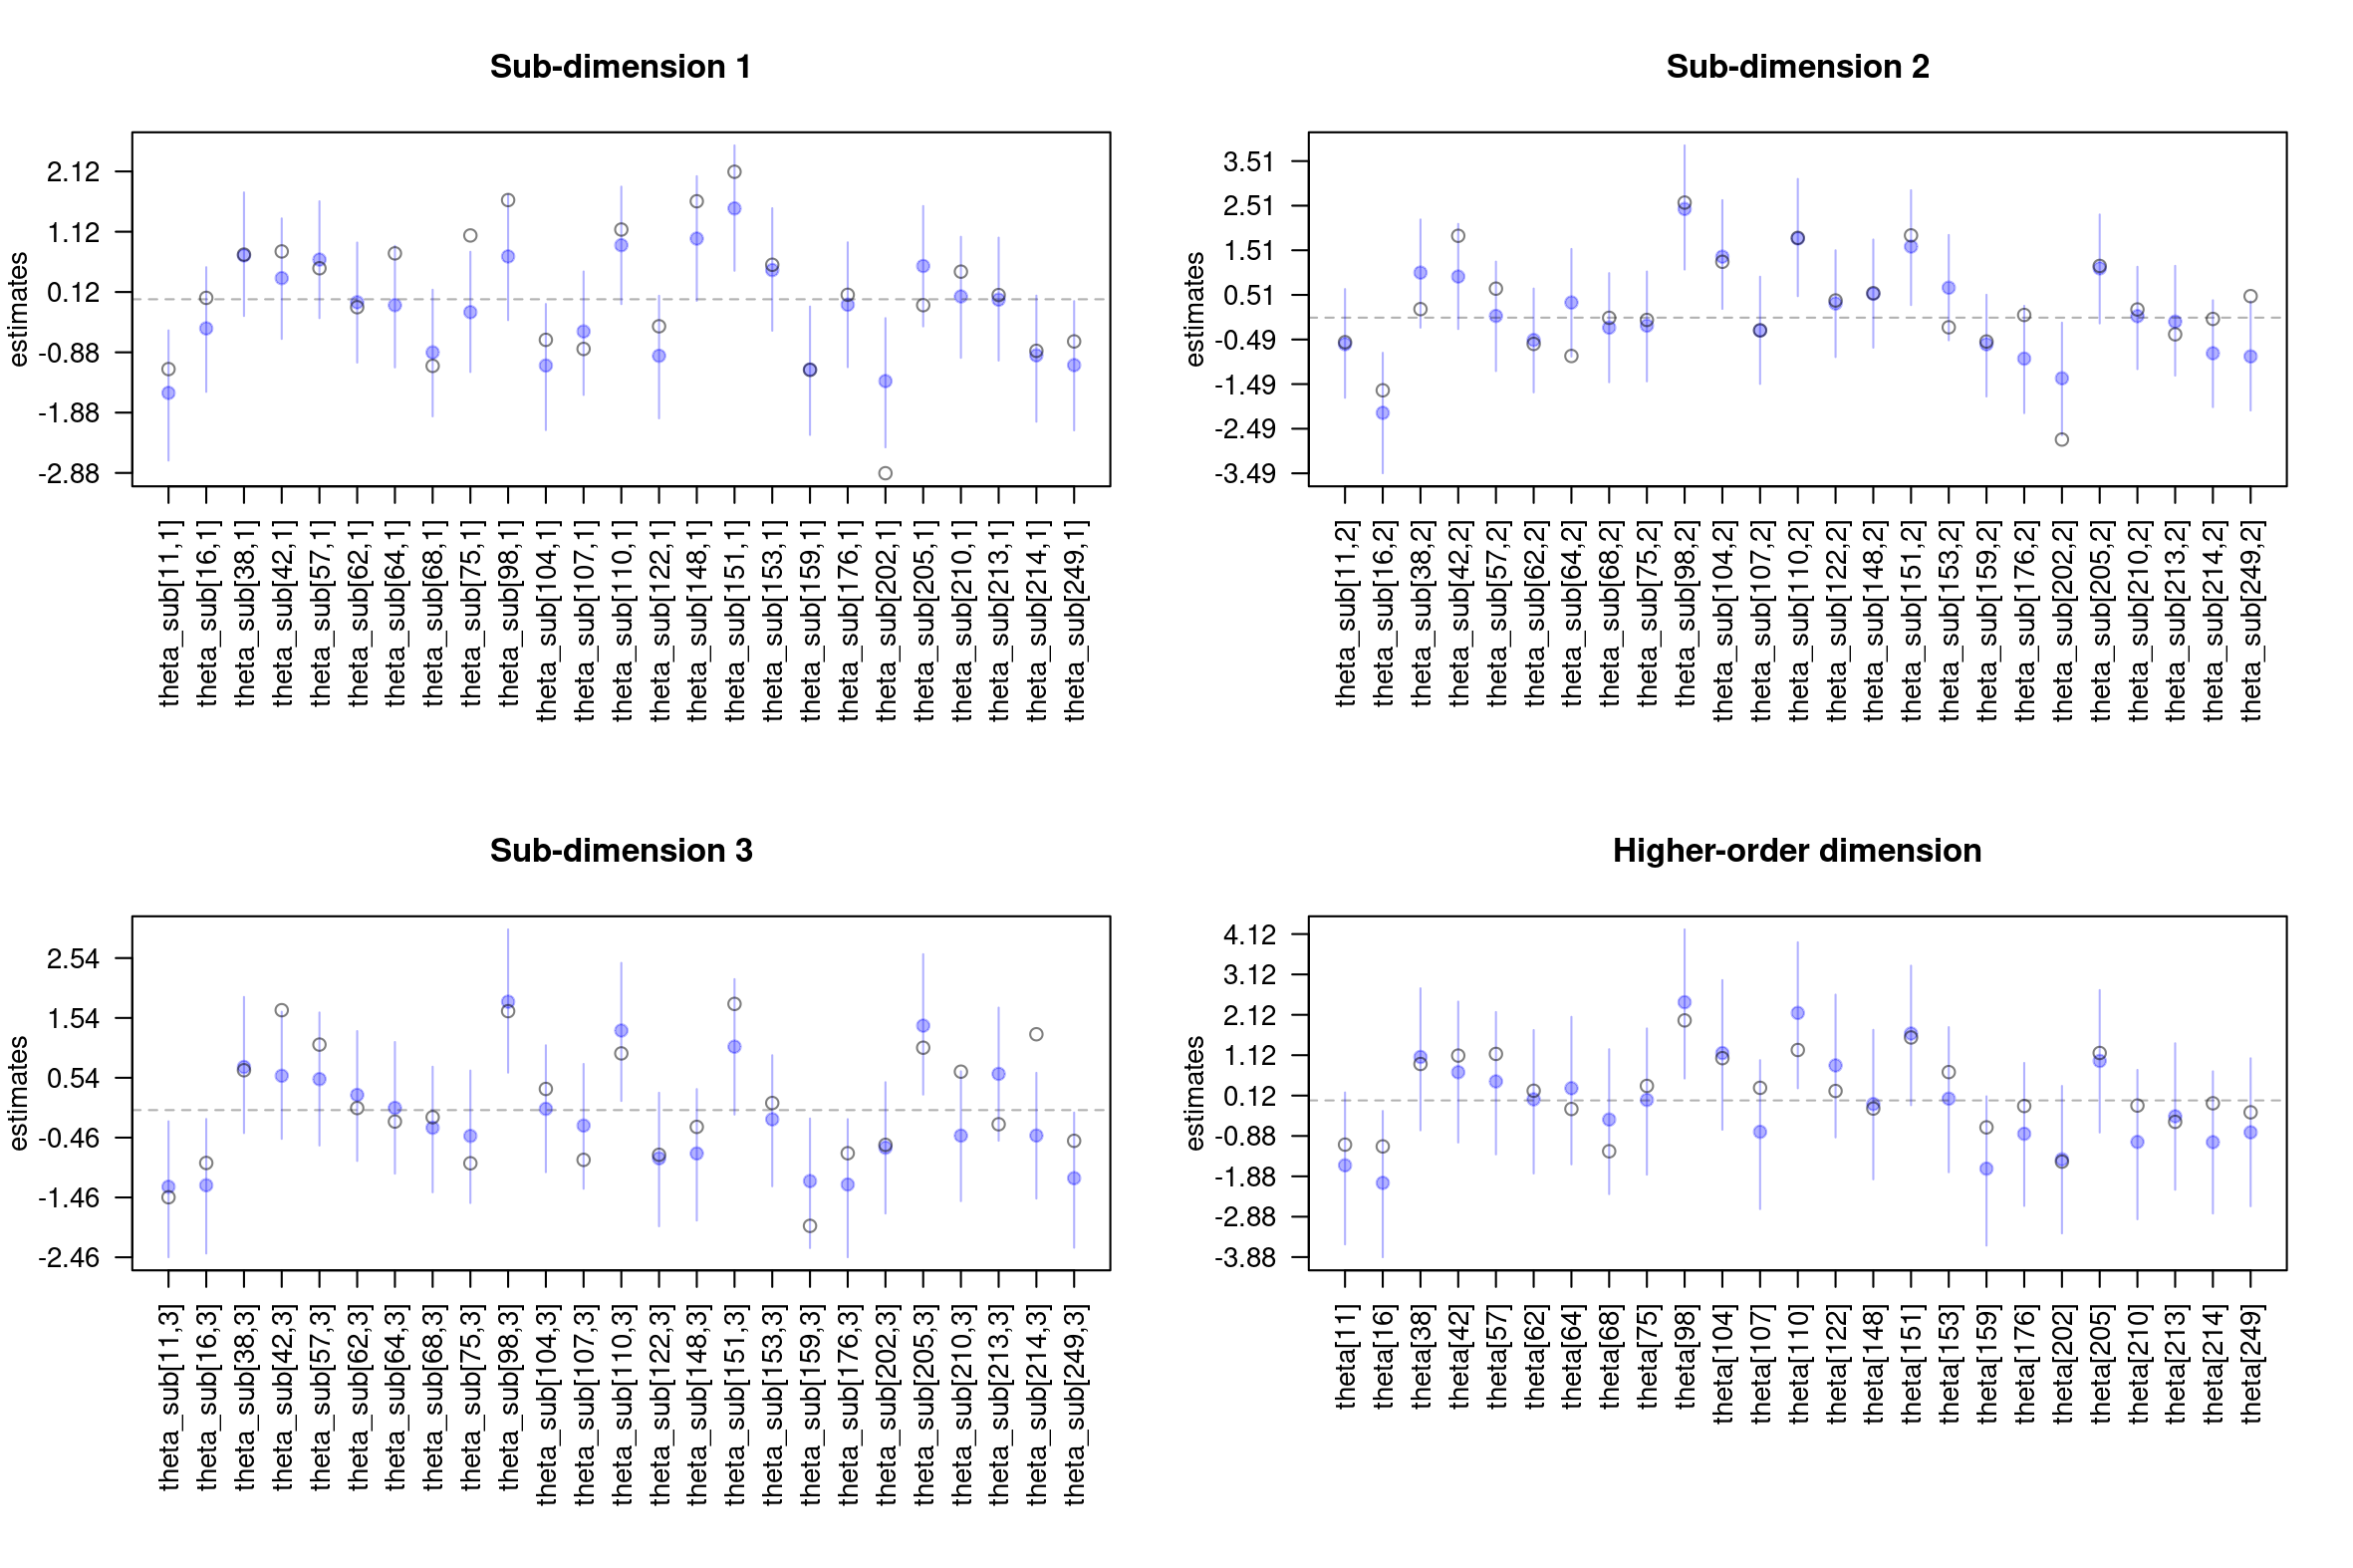 Sub-dimension 1
estimates
2.12
1.12
0.12
-0.88
-1.88
-2.88
theta_sub[11,1]
theta_sub[16,1]
theta_sub[38,1]
theta_sub[42,1]
theta_sub[57,1]
theta_sub[62,1]
theta_sub[64,1]
theta_sub[68,1]
theta_sub[75,1]
theta_sub[98,1]
theta_sub[104,1]
theta_sub[107,1]
theta_sub[110,1]
theta_sub[122,1]
theta_sub[148,1]
theta_sub[151,1]
theta_sub[153,1]
theta_sub[159,1]
theta_sub[176,1]
theta_sub[202,1]
theta_sub[205,1]
theta_sub[210,1]
theta_sub[213,1]
theta_sub[214,1]
theta_sub[249,1]
Sub-dimension 2
estimates
3.51
2.51
1.51
0.51
-0.49
-1.49
-2.49
-3.49
theta_sub[11,2]
theta_sub[16,2]
theta_sub[38,2]
theta_sub[42,2]
theta_sub[57,2]
theta_sub[62,2]
theta_sub[64,2]
theta_sub[68,2]
theta_sub[75,2]
theta_sub[98,2]
theta_sub[104,2]
theta_sub[107,2]
theta_sub[110,2]
theta_sub[122,2]
theta_sub[148,2]
theta_sub[151,2]
theta_sub[153,2]
theta_sub[159,2]
theta_sub[176,2]
theta_sub[202,2]
theta_sub[205,2]
theta_sub[210,2]
theta_sub[213,2]
theta_sub[214,2]
theta_sub[249,2]
Sub-dimension 3
estimates
2.54
1.54
0.54
-0.46
-1.46
-2.46
theta_sub[11,3]
theta_sub[16,3]
theta_sub[38,3]
theta_sub[42,3]
theta_sub[57,3]
theta_sub[62,3]
theta_sub[64,3]
theta_sub[68,3]
theta_sub[75,3]
theta_sub[98,3]
theta_sub[104,3]
theta_sub[107,3]
theta_sub[110,3]
theta_sub[122,3]
theta_sub[148,3]
theta_sub[151,3]
theta_sub[153,3]
theta_sub[159,3]
theta_sub[176,3]
theta_sub[202,3]
theta_sub[205,3]
theta_sub[210,3]
theta_sub[213,3]
theta_sub[214,3]
theta_sub[249,3]
Higher-order dimension
estimates
4.12
3.12
2.12
1.12
0.12
-0.88
-1.88
-2.88
-3.88
theta[11]
theta[16]
theta[38]
theta[42]
theta[57]
theta[62]
theta[64]
theta[68]
theta[75]
theta[98]
theta[104]
theta[107]
theta[110]
theta[122]
theta[148]
theta[151]
theta[153]
theta[159]
theta[176]
theta[202]
theta[205]
theta[210]
theta[213]
theta[214]
theta[249]